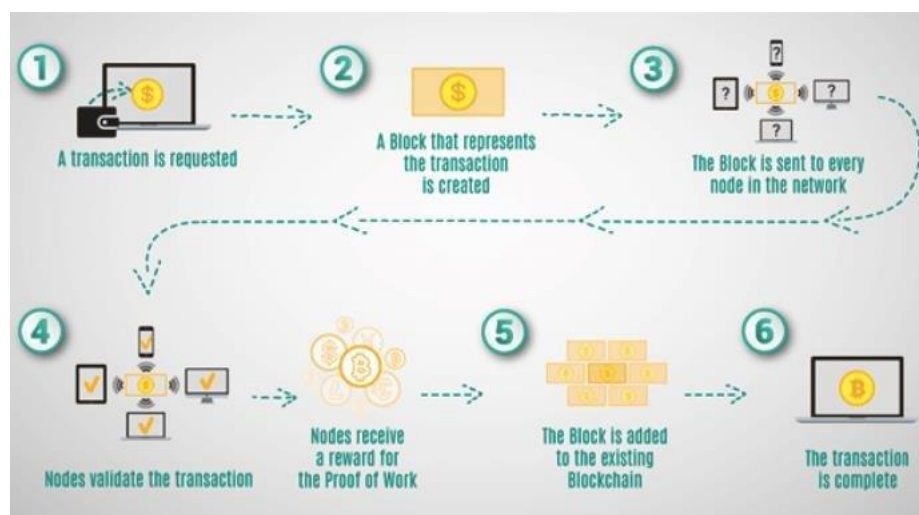 1
A transaction is requested
2
A Block that represents
the transaction
is created
3
The Block is sent to every
node in the network
4
Nodes validate the transaction
Nodes receive
a reward for
the Proof of Work
5
The Block is added
to the existing
Blockchain
6
The transaction
is complete